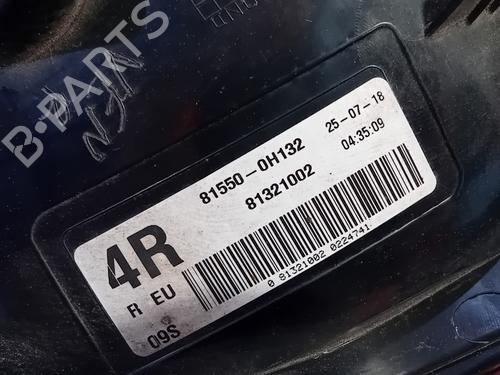 B-PARTS
81550-0H132 25-07-18
81321002 04:35:09
4R
R EU
09S
0 81321002 0224741